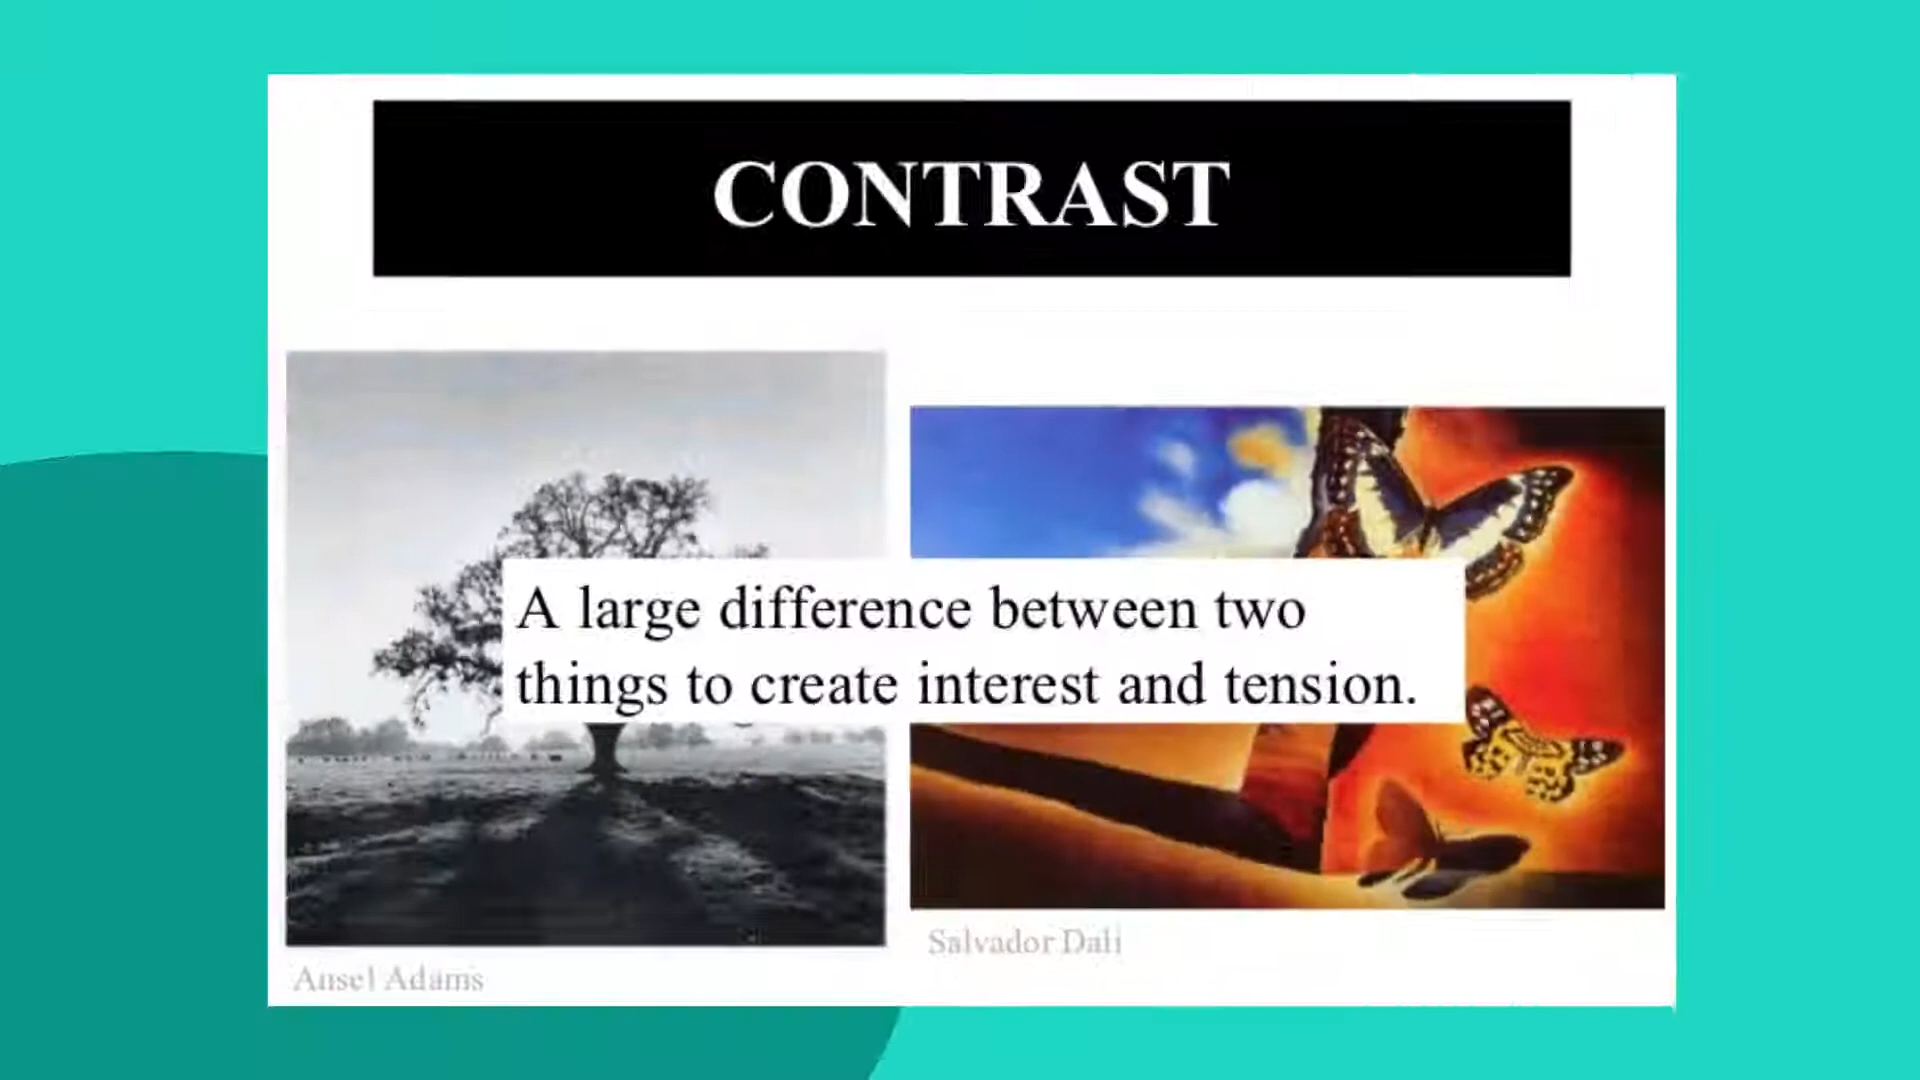 CONTRAST
A large difference between two
things to create interest and tension.
Salvador Dali
Ansel Adams